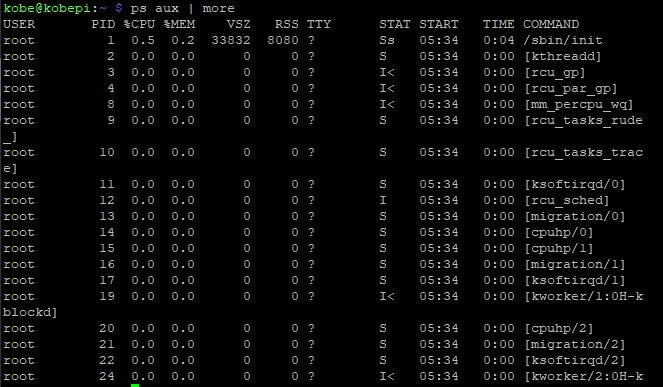 kobe@kobepi:~ $ ps aux | more
USER       PID %CPU %MEM    VSZ   RSS TTY      STAT START   TIME COMMAND
root         1  0.5  0.2  33832  8080 ?        Ss   05:34   0:04 /sbin/init
root         2  0.0  0.0      0     0 ?        S    05:34   0:00 [kthreadd]
root         3  0.0  0.0      0     0 ?        I<   05:34   0:00 [rcu_gp]
root         4  0.0  0.0      0     0 ?        I<   05:34   0:00 [rcu_par_gp]
root         8  0.0  0.0      0     0 ?        I<   05:34   0:00 [mm_percpu_wq]
root         9  0.0  0.0      0     0 ?        S    05:34   0:00 [rcu_tasks_rude
_]
root        10  0.0  0.0      0     0 ?        S    05:34   0:00 [rcu_tasks_trac
e]
root        11  0.0  0.0      0     0 ?        S    05:34   0:00 [ksoftirqd/0]
root        12  0.0  0.0      0     0 ?        I    05:34   0:00 [rcu_sched]
root        13  0.0  0.0      0     0 ?        S    05:34   0:00 [migration/0]
root        14  0.0  0.0      0     0 ?        S    05:34   0:00 [cpuhp/0]
root        15  0.0  0.0      0     0 ?        S    05:34   0:00 [cpuhp/1]
root        16  0.0  0.0      0     0 ?        S    05:34   0:00 [migration/1]
root        17  0.0  0.0      0     0 ?        S    05:34   0:00 [ksoftirqd/1]
root        19  0.0  0.0      0     0 ?        I<   05:34   0:00 [kworker/1:0H-k
blockd]
root        20  0.0  0.0      0     0 ?        S    05:34   0:00 [cpuhp/2]
root        21  0.0  0.0      0     0 ?        S    05:34   0:00 [migration/2]
root        22  0.0  0.0      0     0 ?        S    05:34   0:00 [ksoftirqd/2]
root        24  0.0  0.0      0     0 ?        I<   05:34   0:00 [kworker/2:0H-k